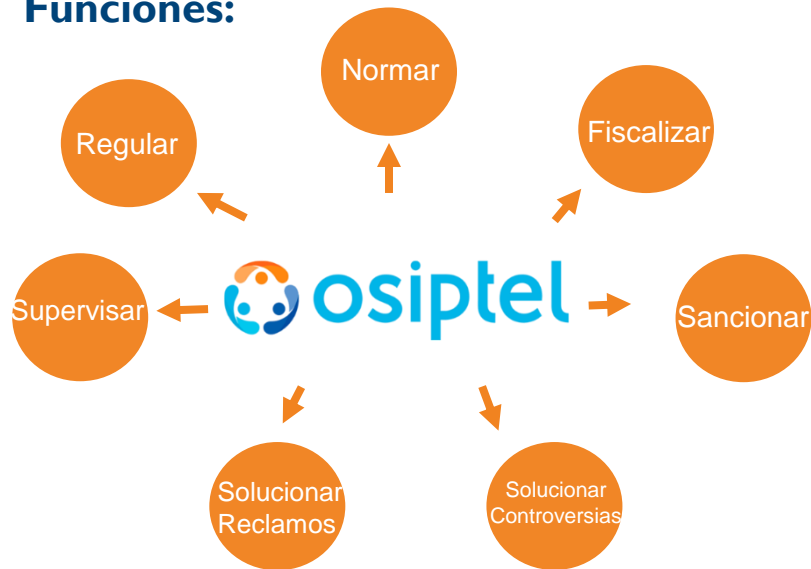 Funciones:
Normar
Regular
Fiscalizar
Supervisar
osiptel
Sancionar
Solucionar
Reclamos
Solucionar
Controversias